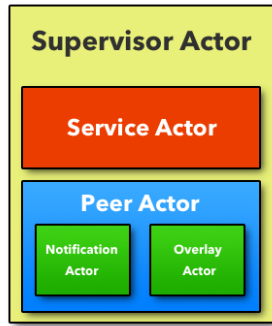 Supervisor Actor
Service Actor
Peer Actor
Notification
Actor
Overlay
Actor